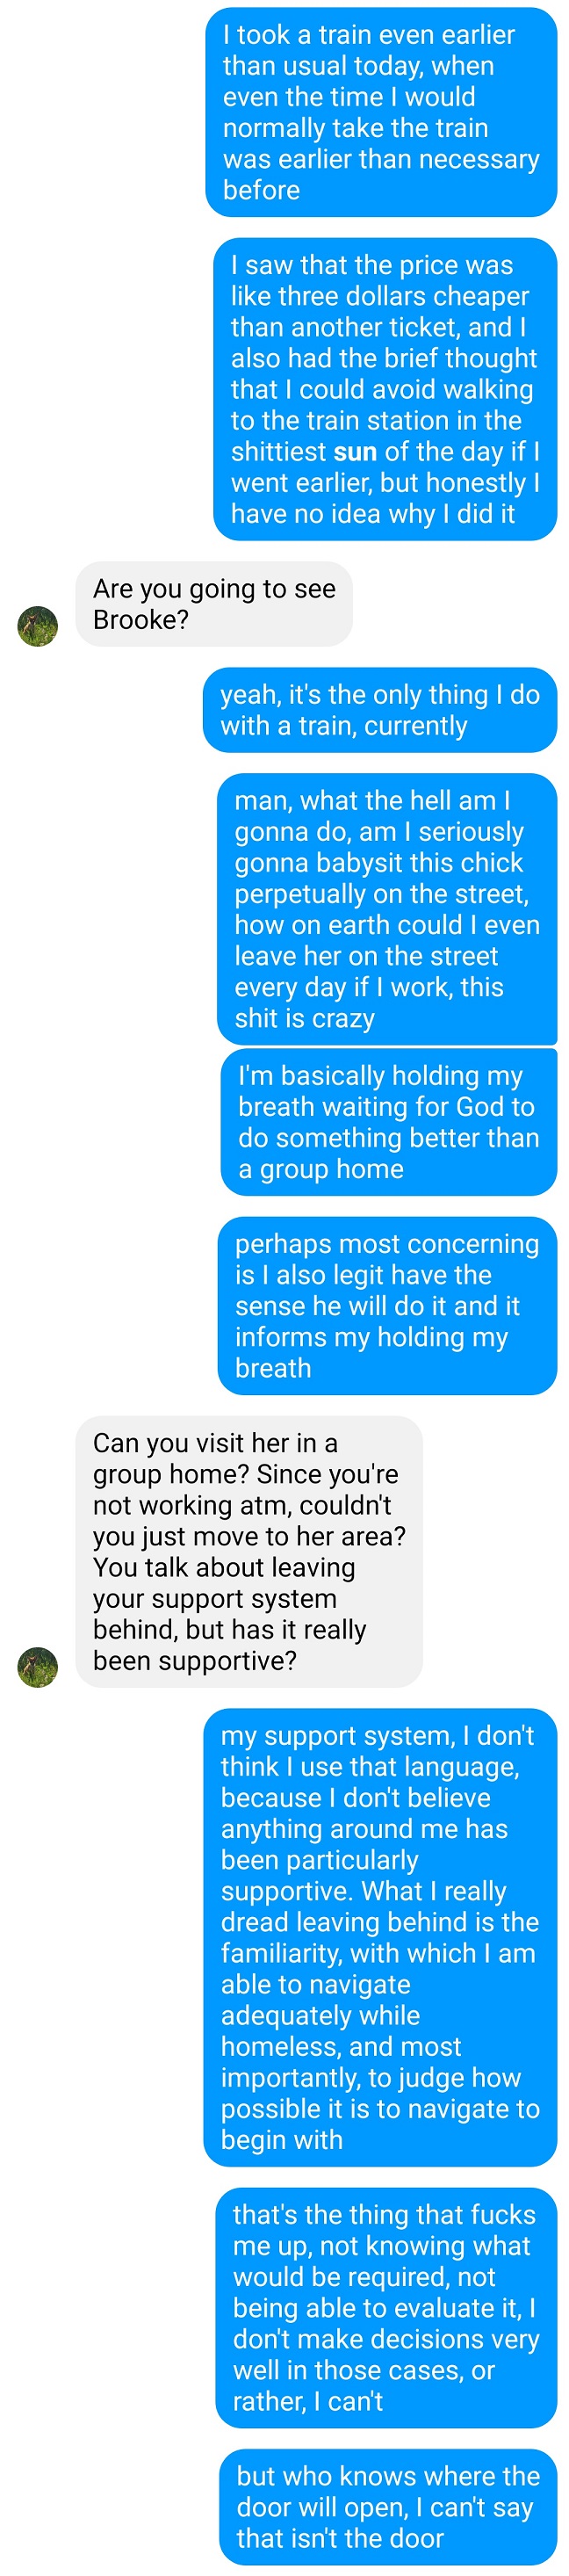 I took a train even earlier
than usual today, when
even the time I would
normally take the train
was earlier than necessary
before
I saw that the price was
like three dollars cheaper
than another ticket, and I
also had the brief thought
that I could avoid walking
to the train station in the
shittiest sun of the day if I
went earlier, but honestly I
have no idea why I did it
Are you going to see
Brooke?
yeah, it's the only thing I do
with a train, currently
man, what the hell am I
gonna do, am I seriously
gonna babysit this chick
perpetually on the street,
how on earth could I even
leave her on the street
every day if I work, this
shit is crazy
I'm basically holding my
breath waiting for God to
do something better than
a group home
perhaps most concerning
is I also legit have the
sense he will do it and it
informs my holding my
breath
Can you visit her in a
group home? Since you're
not working atm, couldn't
you just move to her area?
You talk about leaving
your support system
behind, but has it really
been supportive?
my support system, I don't
think I use that language,
because I don't believe
anything around me has
been particularly
supportive. What I really
dread leaving behind is the
familiarity, with which I am
able to navigate
adequately while
homeless, and most
importantly, to judge how
possible it is to navigate to
begin with
that's the thing that fucks
me up, not knowing what
would be required, not
being able to evaluate it, I
don't make decisions very
well in those cases, or
rather, I can't
but who knows where the
door will open, I can't say
that isn't the door